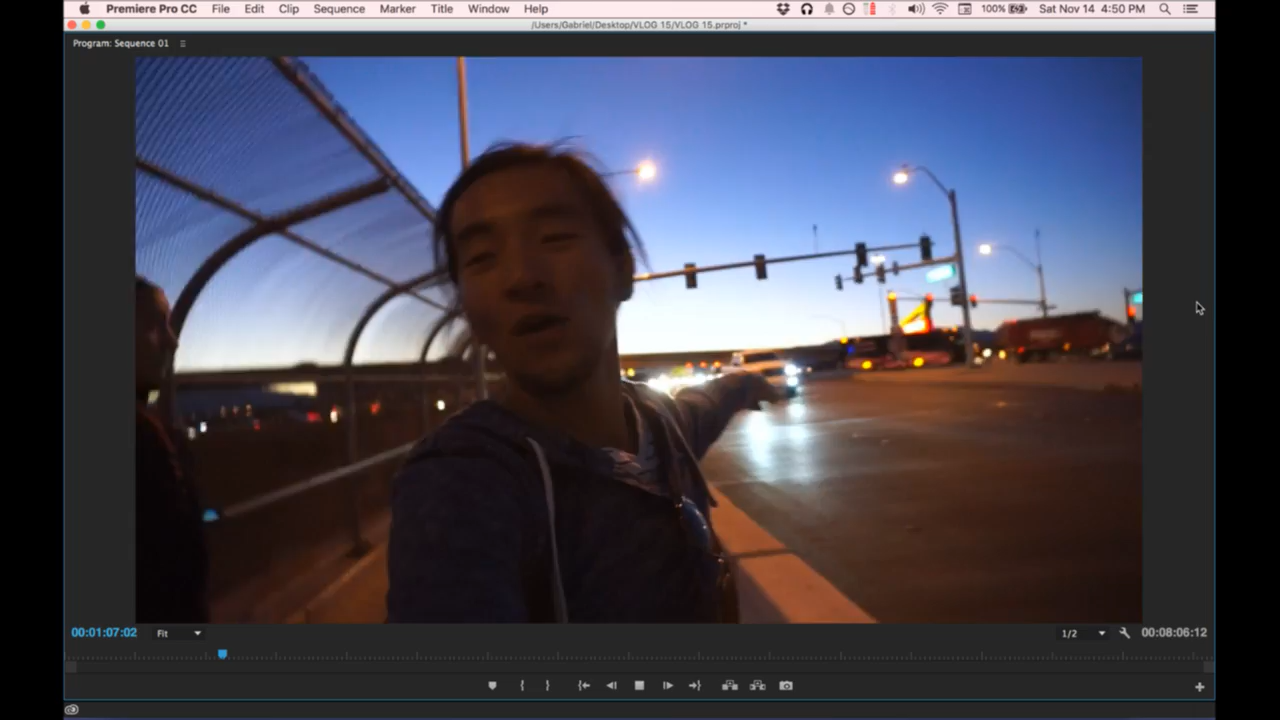 Premiere Pro CC File Edit Clip Sequence Marker Title Window Help 100% Sat Nov 14 4:50 PM
/Users/Gabriel/Desktop/VLOG 15/VLOG 15.prproj *
Program: Sequence 01
00:01:07:02 Fit 1/2 00:08:06:12